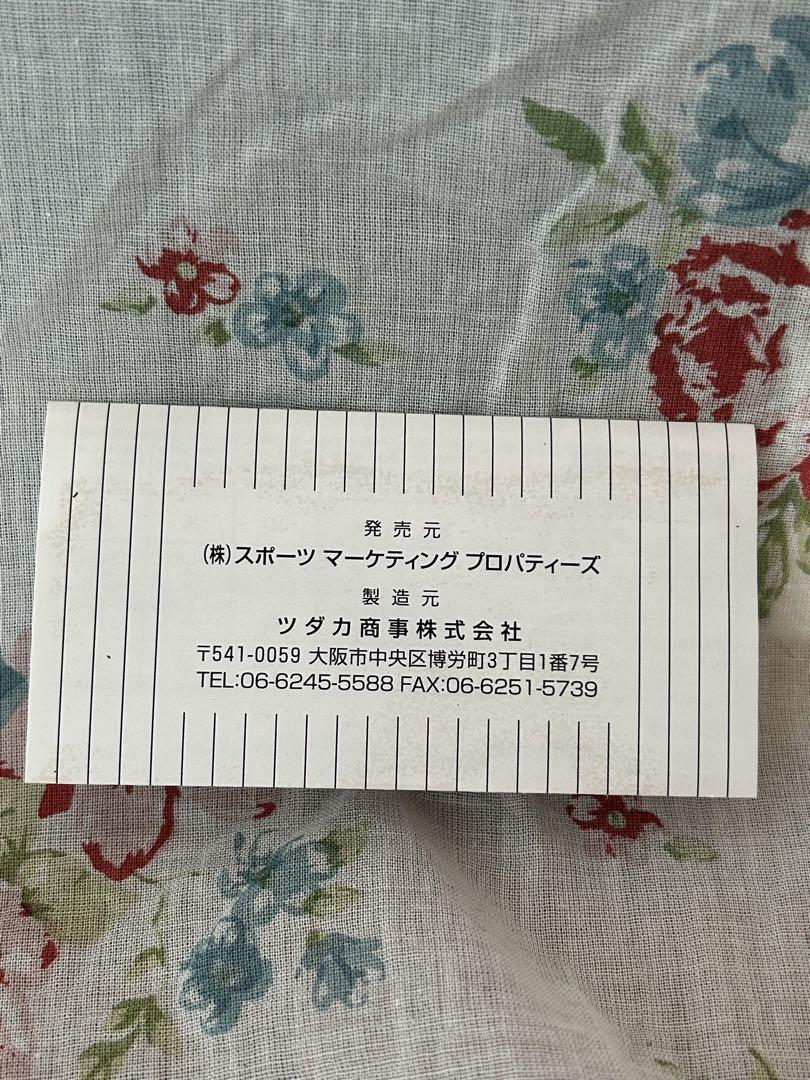 発売元
(株)スポーツ マーケティング プロパティーズ
製造元
ツダカ商事株式会社
〒541-0059 大阪市中央区博労町3丁目1番7号
TEL:06-6245-5588 FAX:06-6251-5739